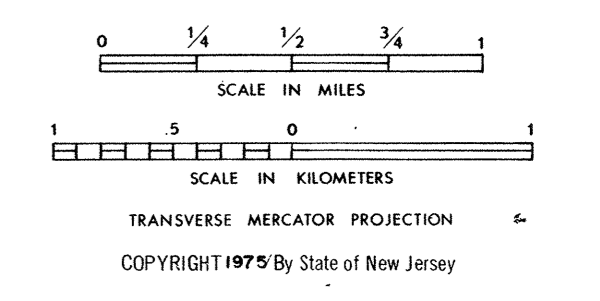 0 1/4 1/2 3/4 1
SCALE IN MILES
1 .5 0 1
SCALE IN KILOMETERS
TRANSVERSE MERCATOR PROJECTION
COPYRIGHT 1975 By State of New Jersey